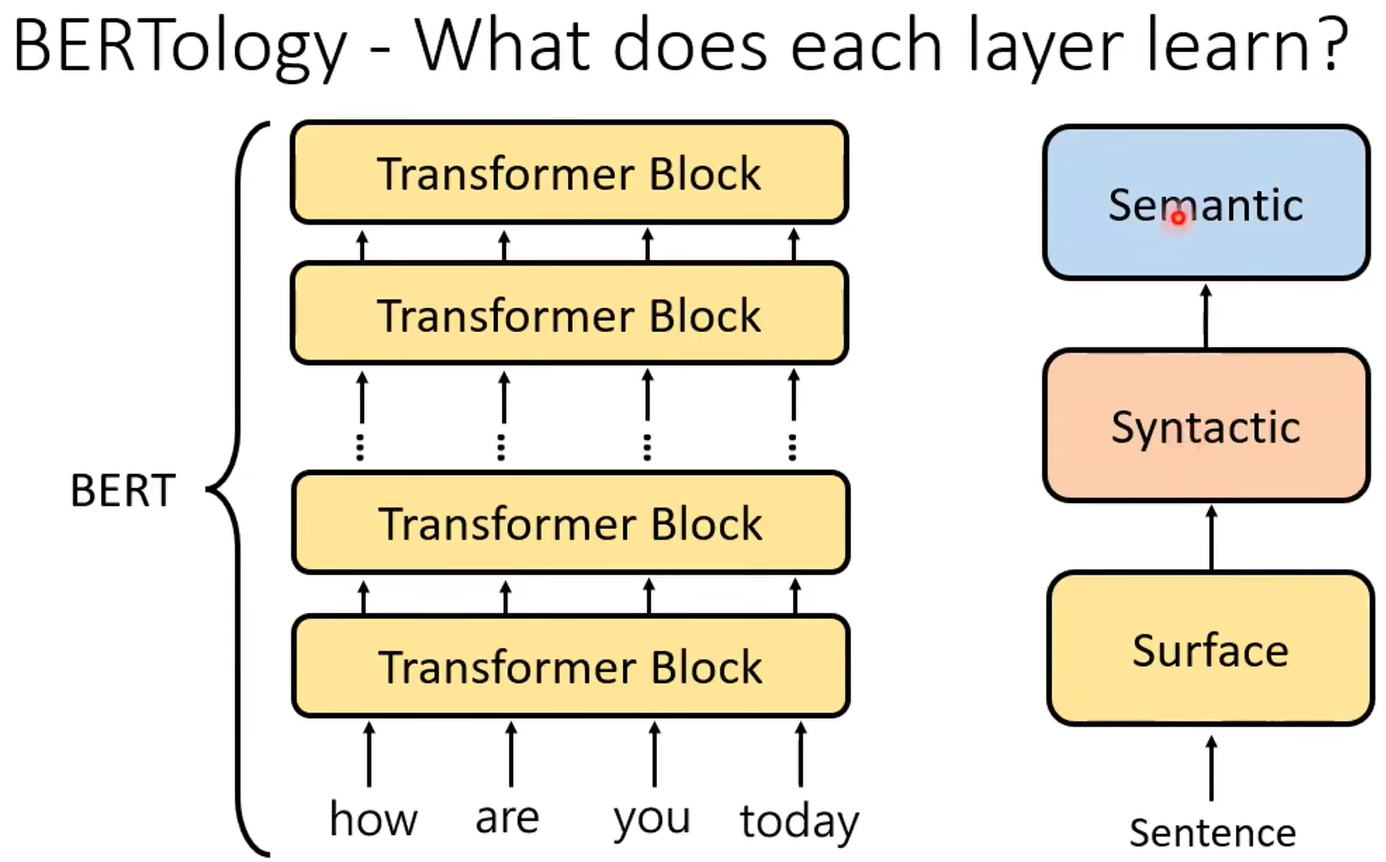 BERTology - What does each layer learn?
Transformer Block
Transformer Block
Transformer Block
Transformer Block
BERT
how are you today
Semantic
Syntactic
Surface
Sentence